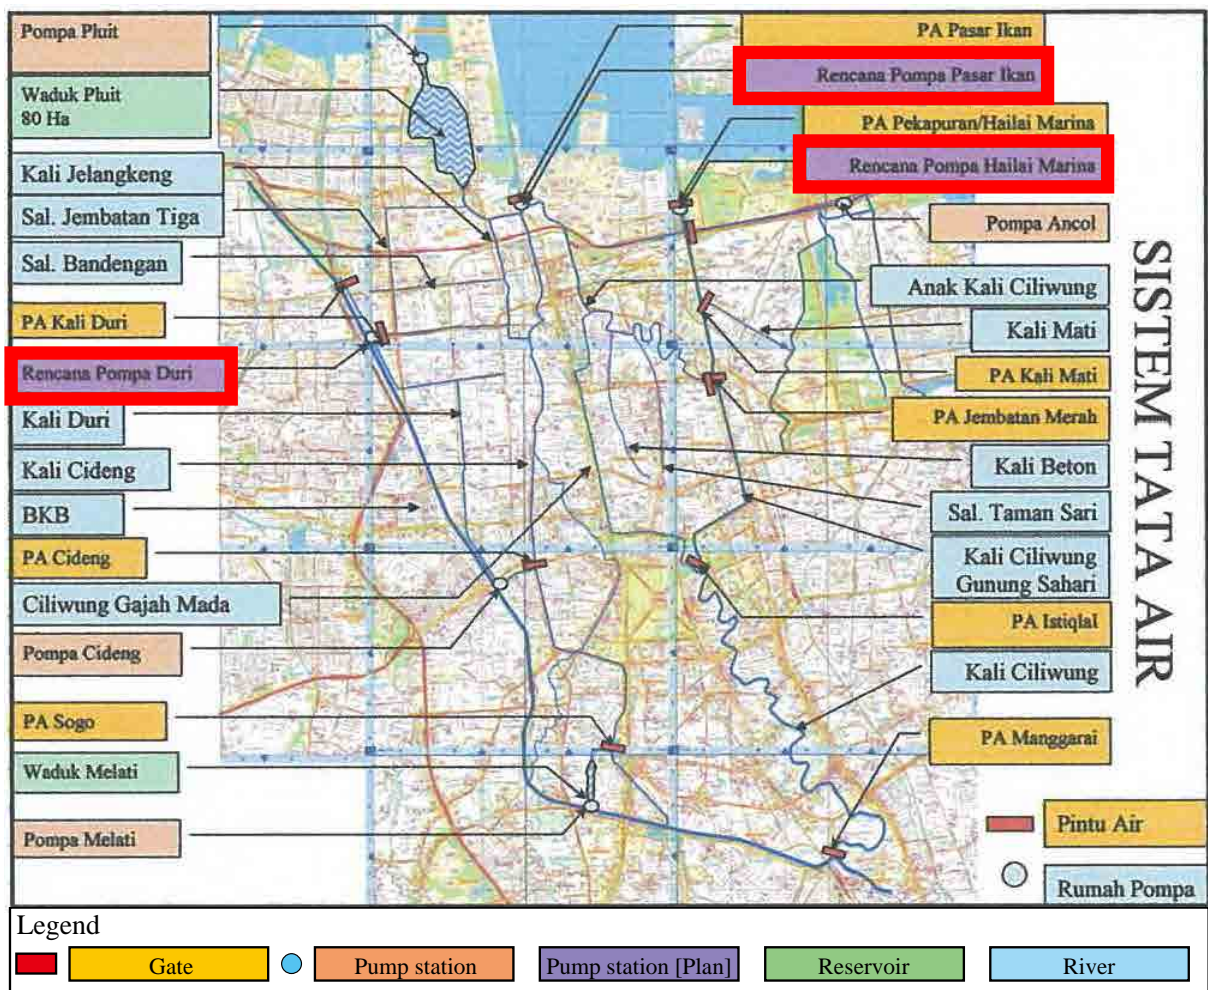 Pompa Pluit
Waduk Pluit
80 Ha
Kali Jelangkeng
Sal. Jembatan Tiga
Sal. Bandengan
PA Kali Duri
Rencana Pompa Duri
Kali Duri
Kali Cideng
BKB
PA Cideng
Ciliwung Gajah Mada
Pompa Cideng
PA Sogo
Waduk Melati
Pompa Melati
PA Pasar Ikan
Rencana Pompa Pasar Ikan
PA Pekapuran/Hailai Marina
Rencana Pompa Hailai Marina
Pompa Ancol
Anak Kali Ciliwung
Kali Mati
PA Kali Mati
PA Jembatan Merah
Kali Beton
Sal. Taman Sari
Kali Ciliwung
Gunung Sahari
PA Istiqlal
Kali Ciliwung
PA Manggarai
SISTEM TATA AIR
Pintu Air
Rumah Pompa
Legend
Gate
Pump station
Pump station [Plan]
Reservoir
River